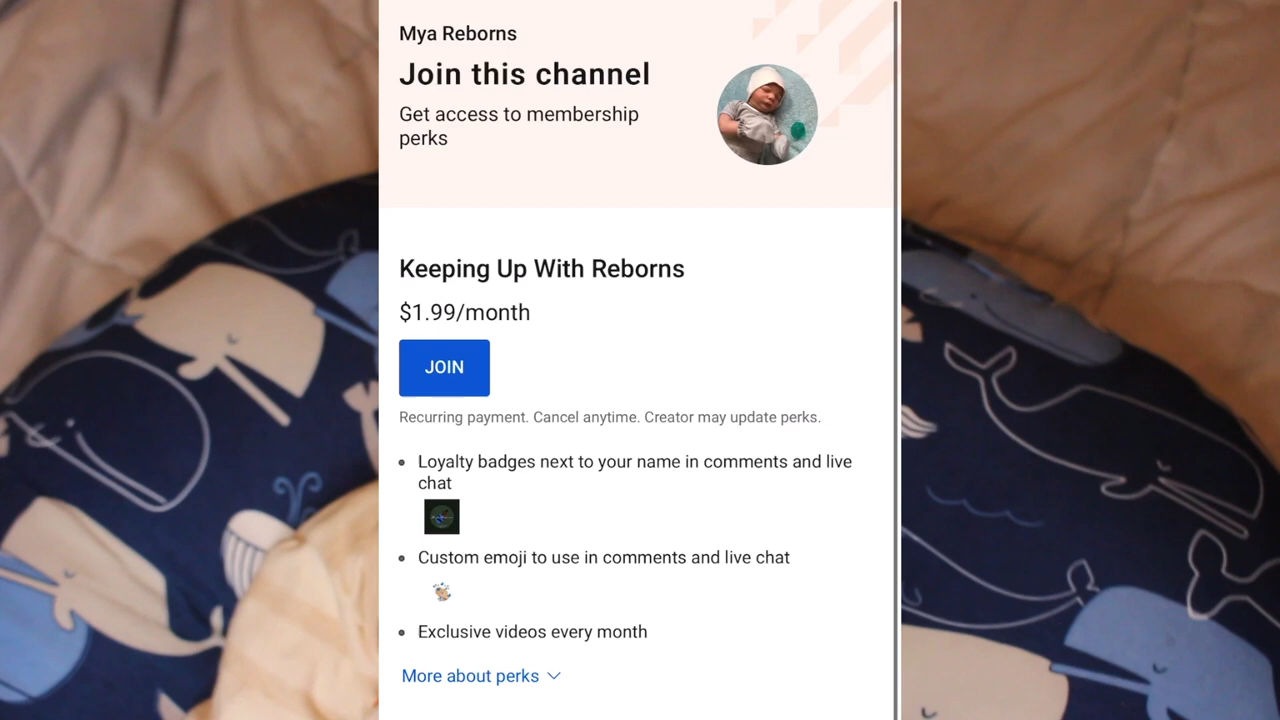 Mya Reborns
Join this channel
Get access to membership
perks
Keeping Up With Reborns
$1.99/month
JOIN
Recurring payment. Cancel anytime. Creator may update perks.
Loyalty badges next to your name in comments and live
chat
Custom emoji to use in comments and live chat
Exclusive videos every month
More about perks